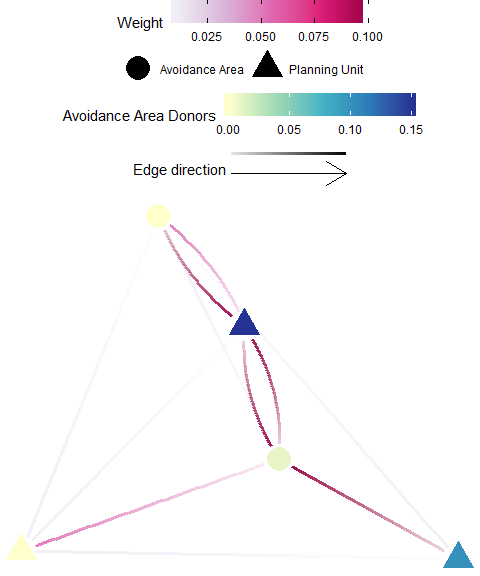 Weight
0.025 0.050 0.075 0.100
Avoidance Area Planning Unit
Avoidance Area Donors
0.00 0.05 0.10 0.15
Edge direction